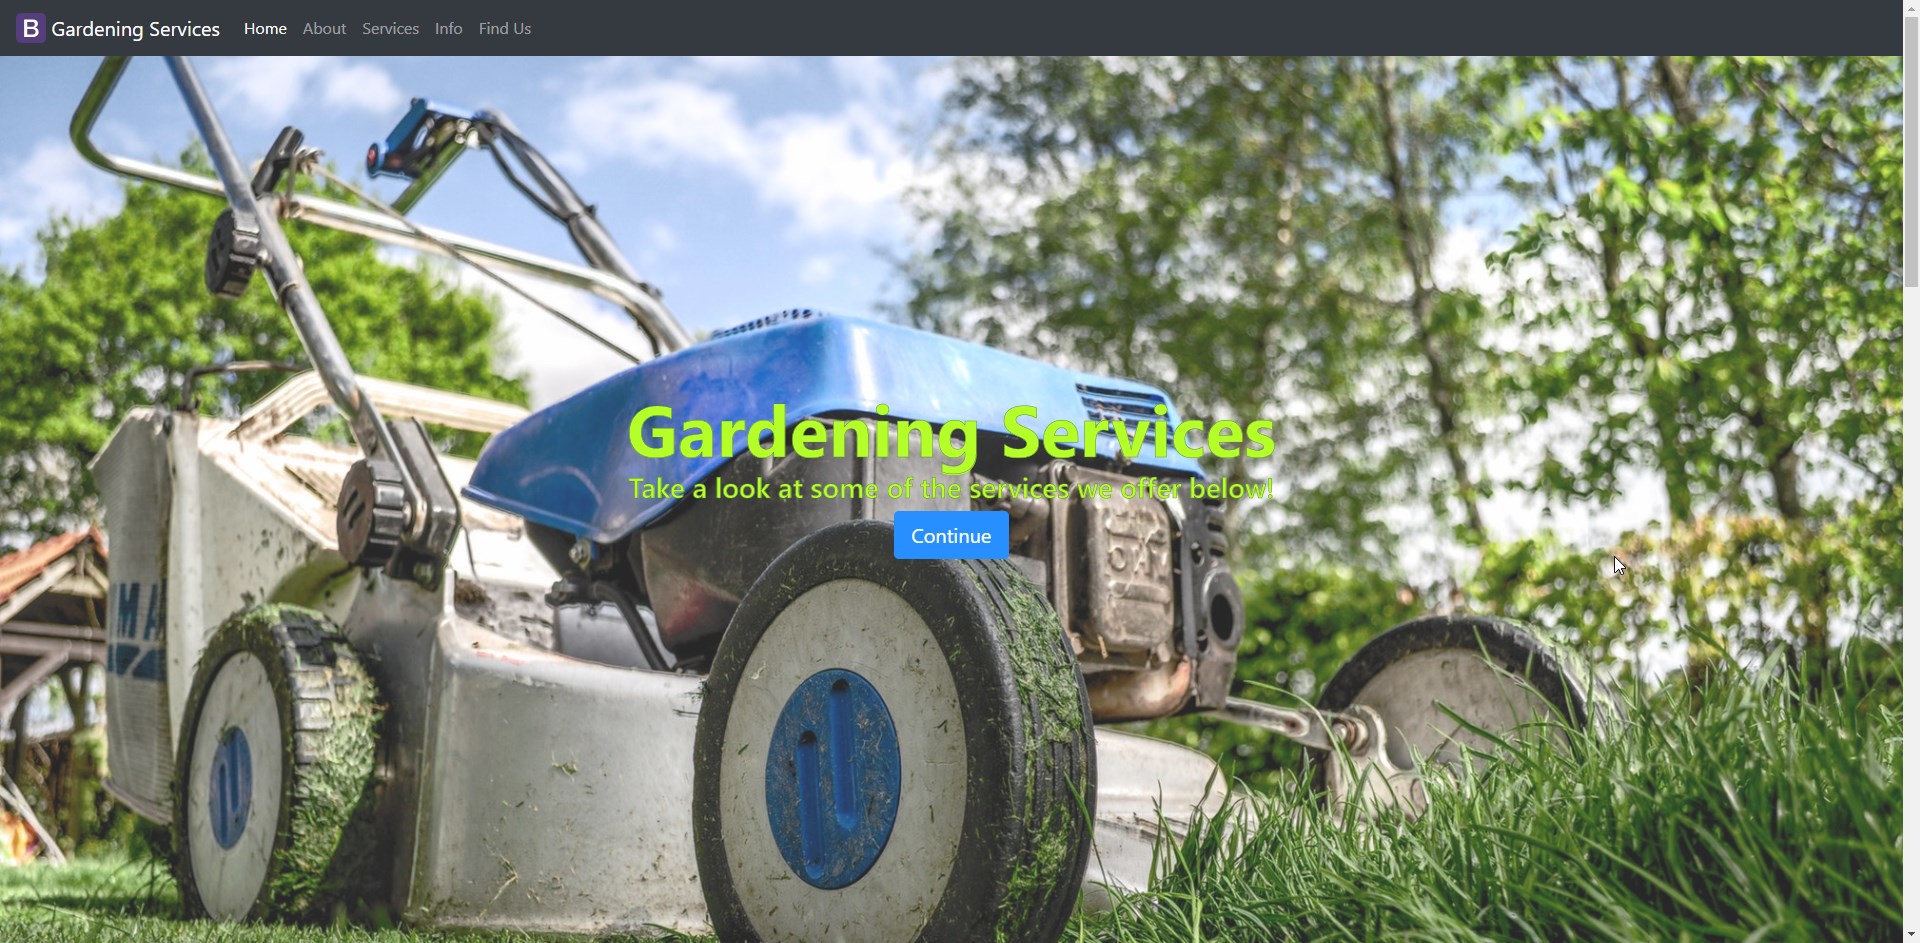 B Gardening Services Home About Services Info Find Us
Gardening Services
Take a look at some of the services we offer below!
Continue
MA